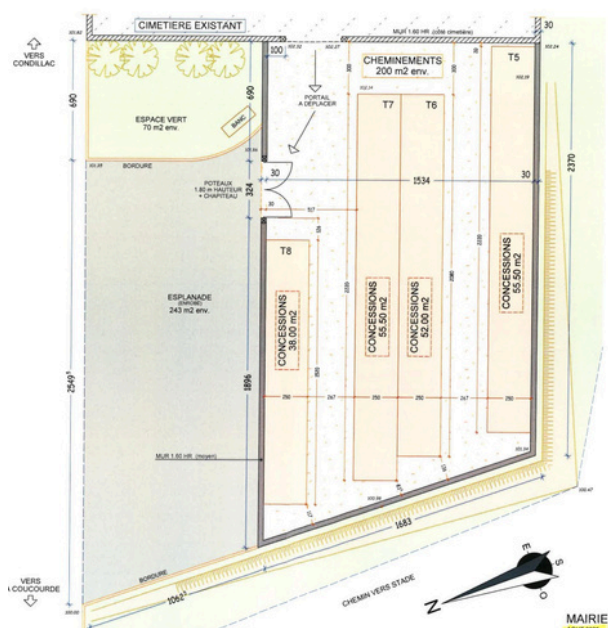 CIMETIERE EXISTANT
MUR 1.60 HR (côté cimetière)
30
VERS
CONDILLAC
100
CHEMINEMENTS
200 m2 env.
T5
T7
T6
690
690
ESPACE VERT
70 m2 env.
BANC
PORTAIL
A DÉPLACER
BORDURE
POTEAUX
1.80 m HAUTEUR
+ CHAPITEAU
324
30
1534
30
2370
T8
ESPLANADE
243 m2 env.
CONCESSIONS
38.00 m2
CONCESSIONS
55.50 m2
CONCESSIONS
52.00 m2
CONCESSIONS
55.50 m2
2549⁵
1896
250
267
250
250
267
250
MUR 1.60 HR (moyen)
1683
BORDURE
1062⁵
CHEMIN VERS STADE
VERS
COUCOURDE
N
E
S
O
MAIRIE